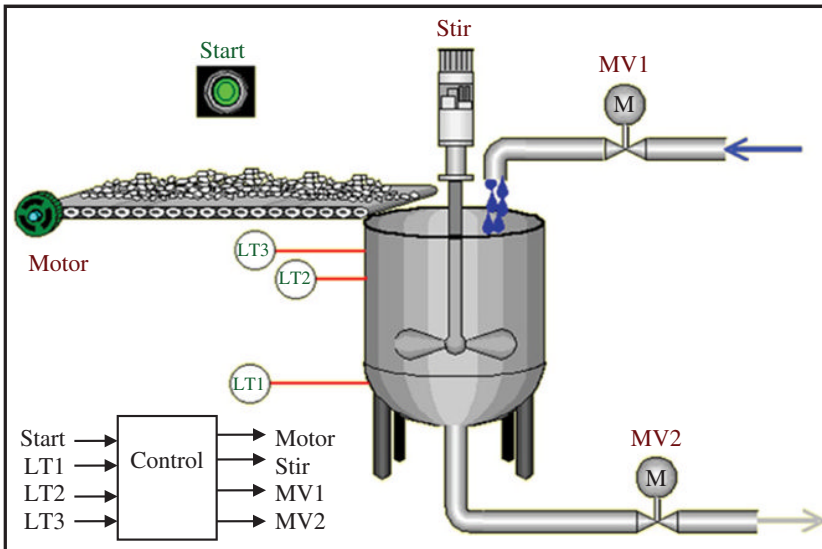 Stir
Start
MV1
M
LT3
LT2
Motor
LT1
Start
LT1
LT2
LT3
Control
Motor
Stir
MV1
MV2
MV2
M